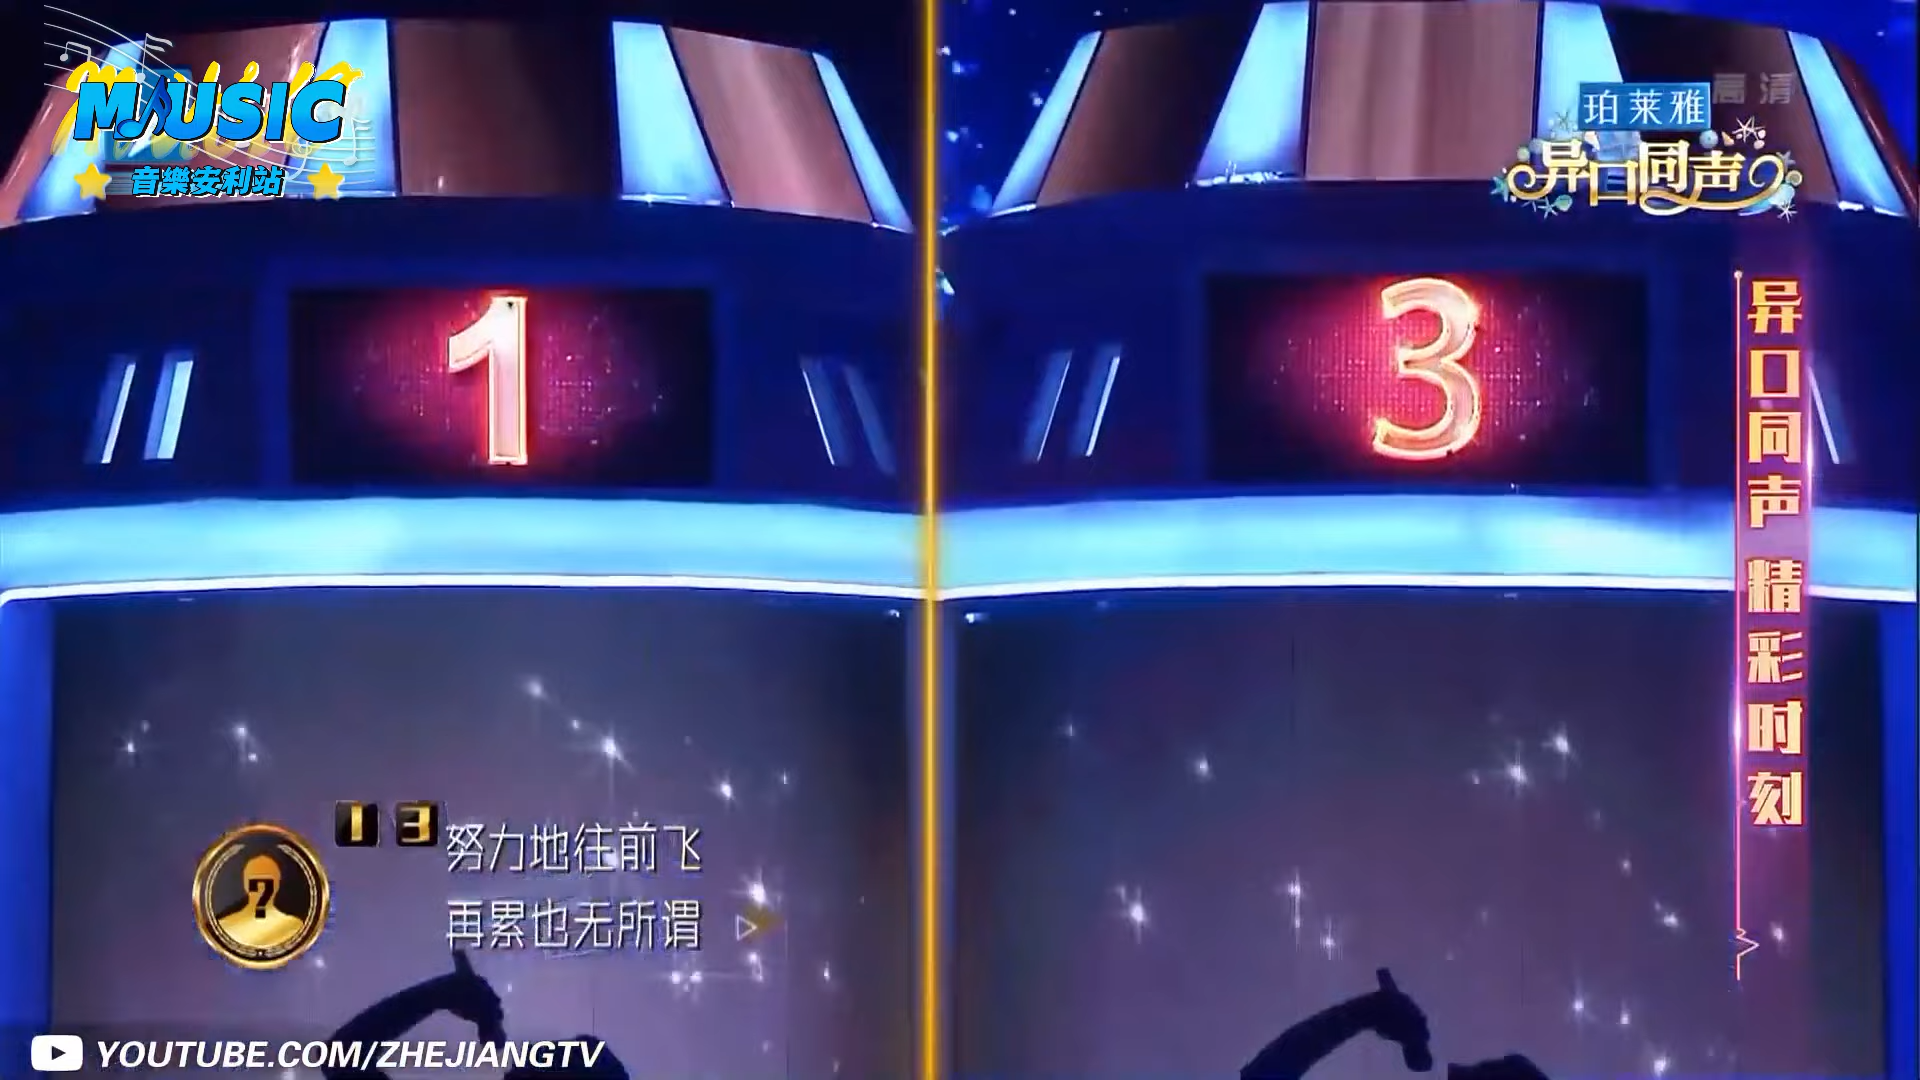 MUSIC
音樂安利站
珀莱雅
高清
异口同声
1
3
异口同声 精彩时刻
1 3
努力地往前飞
再累也无所谓
?
YOUTUBE.COM/ZHEJIANGTV